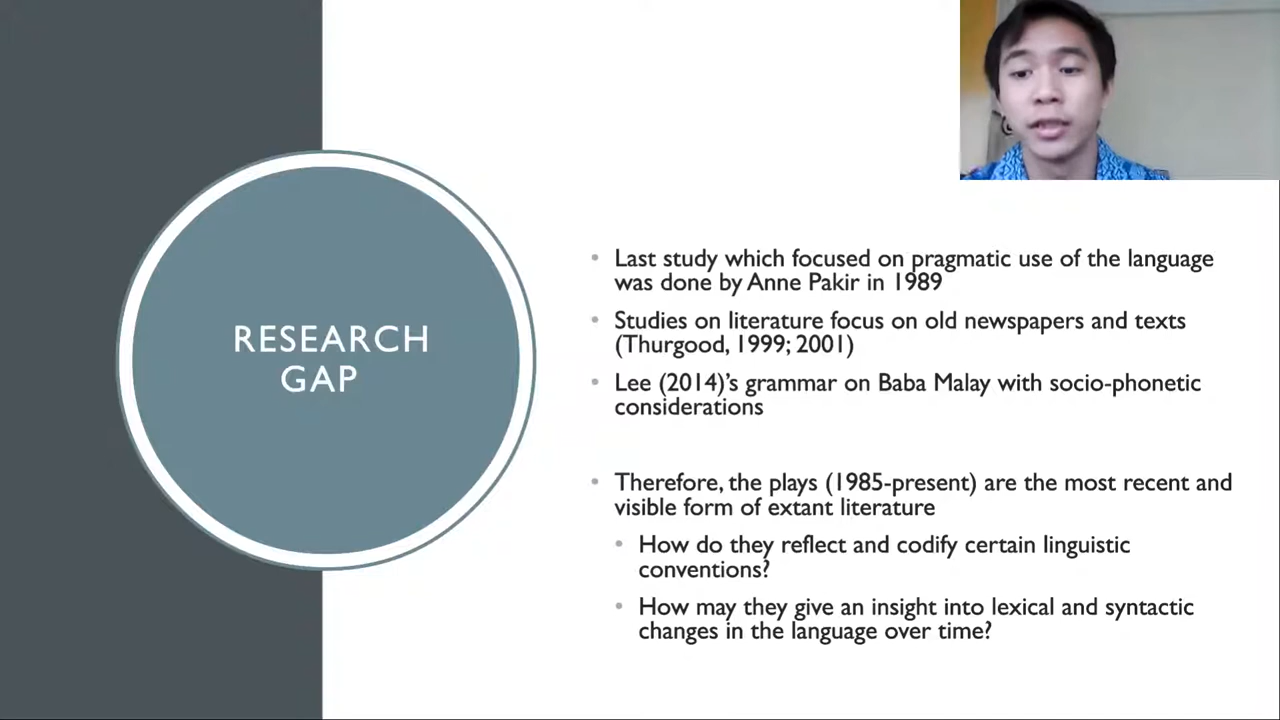 RESEARCH
GAP
Last study which focused on pragmatic use of the language
was done by Anne Pakir in 1989
Studies on literature focus on old newspapers and texts
(Thurgood, 1999; 2001)
Lee (2014)'s grammar on Baba Malay with socio-phonetic
considerations
Therefore, the plays (1985-present) are the most recent and
visible form of extant literature
How do they reflect and codify certain linguistic
conventions?
How may they give an insight into lexical and syntactic
changes in the language over time?